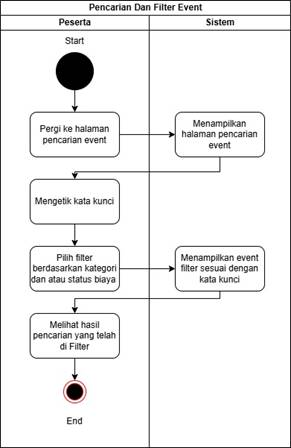 Pencarian Dan Filter Event
Peserta
Sistem
Start
Pergi ke halaman
pencarian event
Menampilkan
halaman pencarian
event
Mengetik kata kunci
Pilih filter
berdasarkan kategori
dan atau status biaya
Menampilkan event
filter sesuai dengan
kata kunci
Melihat hasil
pencarian yang telah
di Filter
End